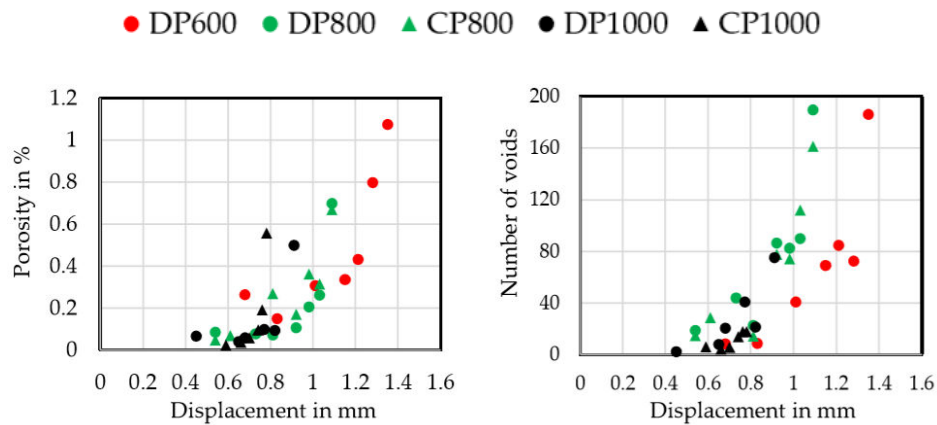 DP600 DP800 CP800 DP1000 CP1000
Porosity in %
1.2
1
0.8
0.6
0.4
0.2
0
0 0.2 0.4 0.6 0.8 1 1.2 1.4 1.6
Displacement in mm
Number of voids
200
160
120
80
40
0
0 0.2 0.4 0.6 0.8 1 1.2 1.4 1.6
Displacement in mm